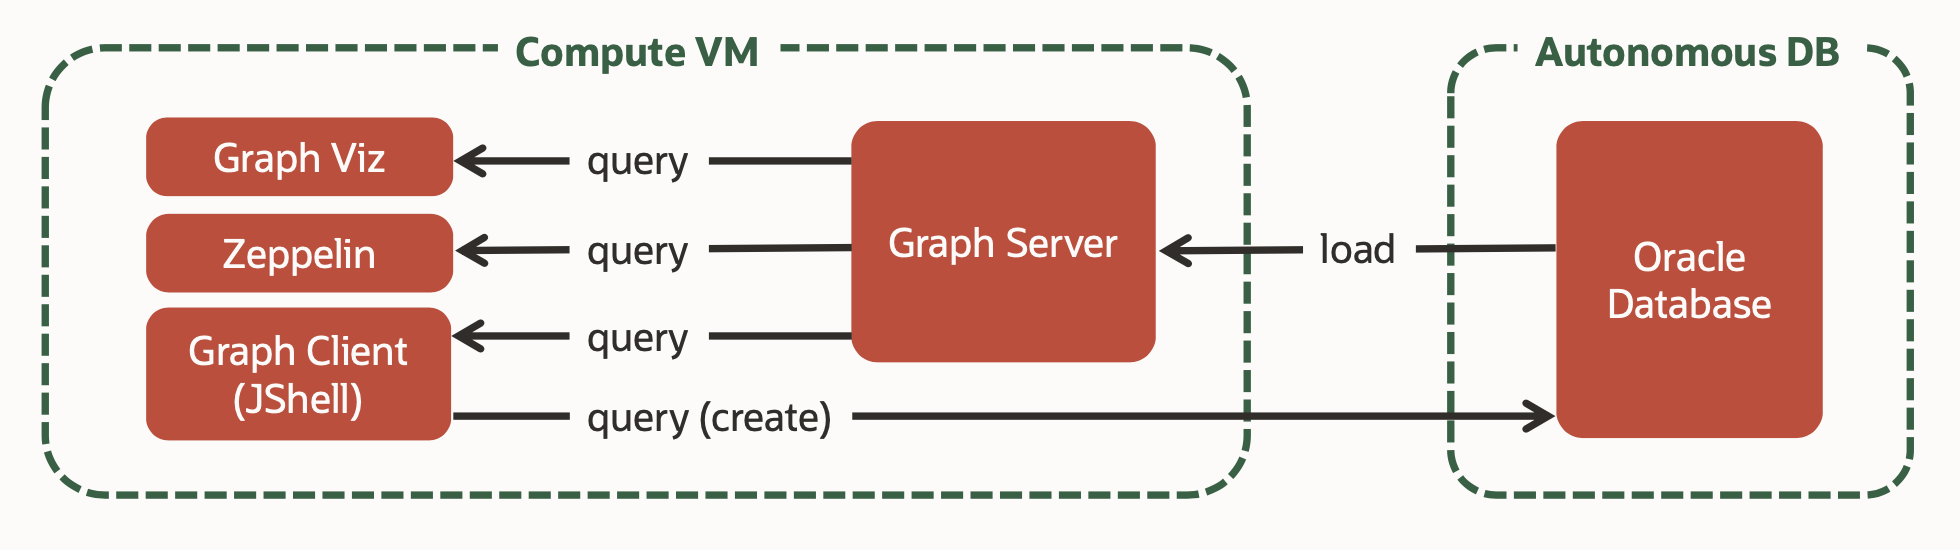 Compute VM
Autonomous DB
Graph Viz
query
Zeppelin
query
Graph Server
load
Oracle
Database
Graph Client
(JShell)
query
query (create)